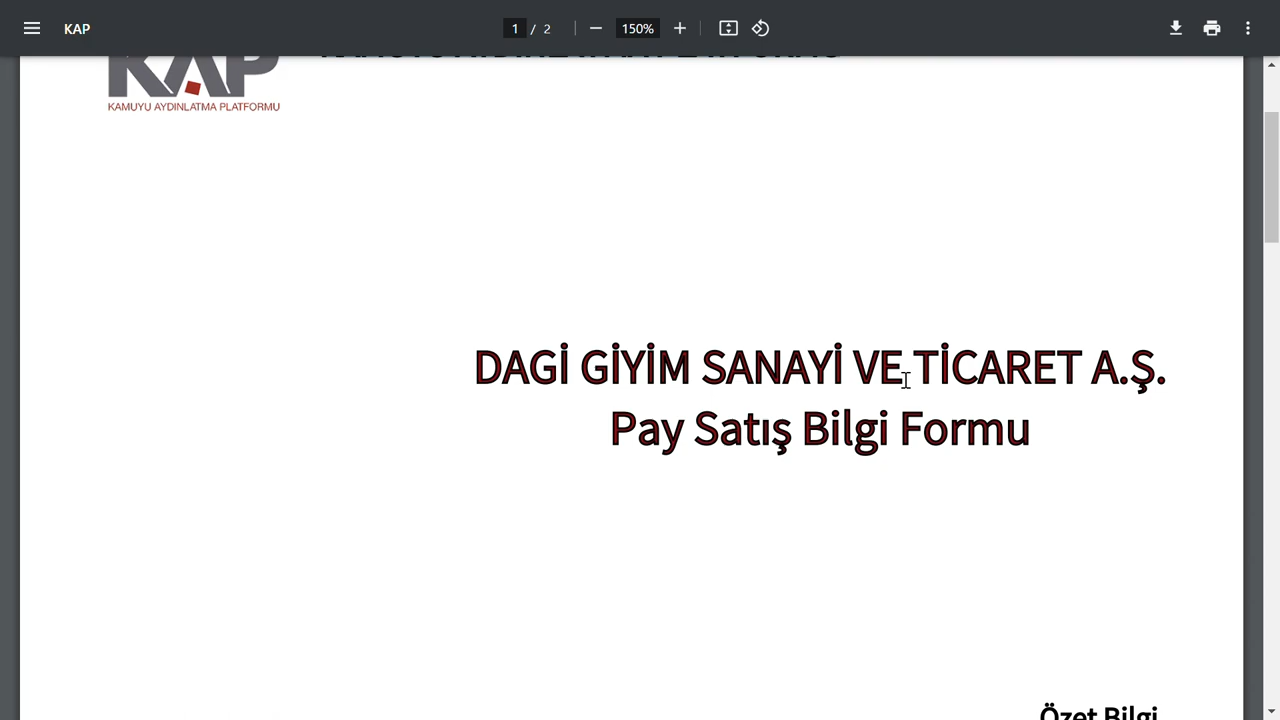 KAP
1 / 2
150%
KAP
KAMUYU AYDINLATMA PLATFORMU
DAGİ GİYİM SANAYİ VE TİCARET A.Ş.
Pay Satış Bilgi Formu
Özet Bilgi